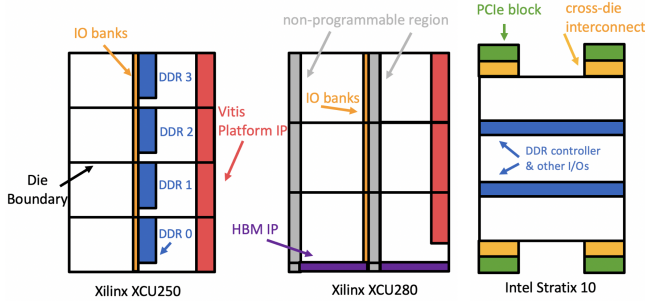 IO banks
DDR 3
DDR 2
DDR 1
DDR 0
Vitis
Platform IP
Die
Boundary
Xilinx XCU250
non-programmable region
IO banks
HBM IP
Xilinx XCU280
PCIe block
cross-die
interconnect
DDR controller
& other I/Os
Intel Stratix 10